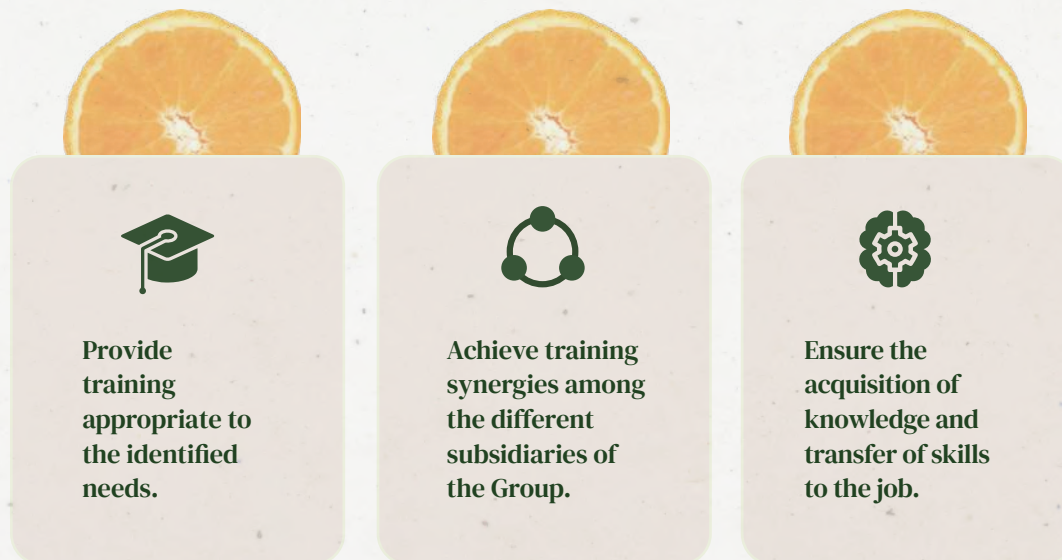 Provide
training
appropriate to
the identified
needs.
Achieve training
synergies among
the different
subsidiaries of
the Group.
Ensure the
acquisition of
knowledge and
transfer of skills
to the job.